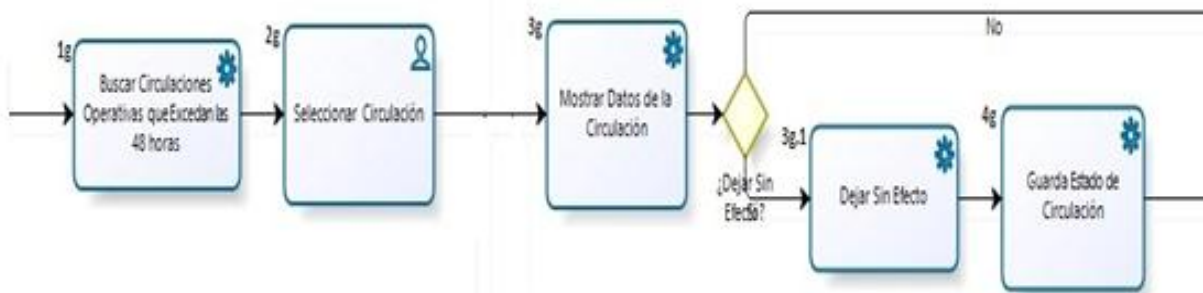 1g
Buscar Circulaciones
Operativas que Excedan las
48 horas
2g
Seleccionar Circulación
3g
Mostrar Datos de la
Circulación
No
¿Dejar Sin
Efecto?
3g.1
Dejar Sin Efecto
4g
Guarda Estado de
Circulación